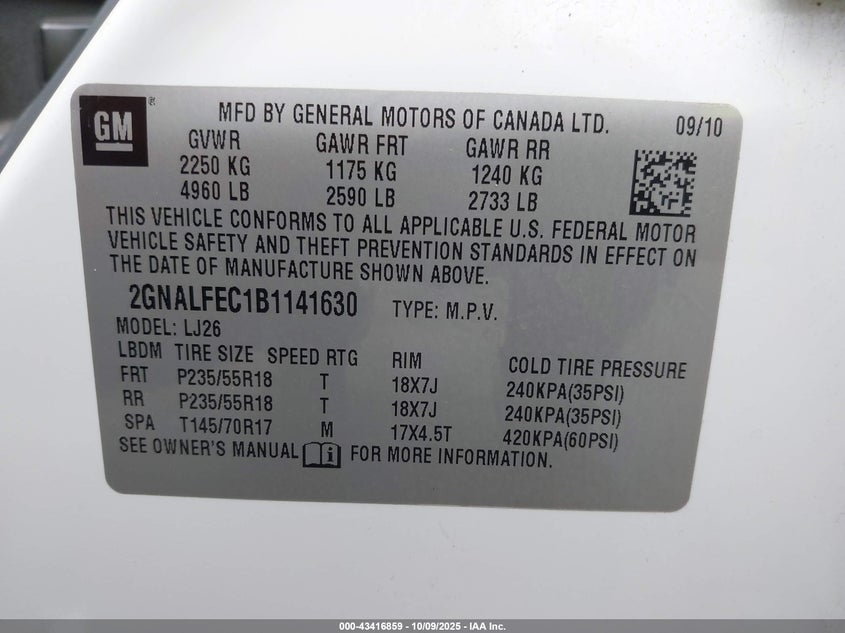 GM ®
MFD BY GENERAL MOTORS OF CANADA LTD. 09/10
GVWR GAWR FRT GAWR RR
2250 KG 1175 KG 1240 KG
4960 LB 2590 LB 2733 LB
THIS VEHICLE CONFORMS TO ALL APPLICABLE U.S. FEDERAL MOTOR
VEHICLE SAFETY AND THEFT PREVENTION STANDARDS IN EFFECT ON
THE DATE OF MANUFACTURE SHOWN ABOVE.
2GNALFEC1B1141630 TYPE: M.P.V.
MODEL: LJ26
LBDM TIRE SIZE SPEED RTG RIM COLD TIRE PRESSURE
FRT P235/55R18 T 18X7J 240KPA(35PSI)
RR P235/55R18 T 18X7J 240KPA(35PSI)
SPA T145/70R17 M 17X4.5T 420KPA(60PSI)
SEE OWNER'S MANUAL i FOR MORE INFORMATION.
000-43416859 - 10/09/2025 - IAA Inc.